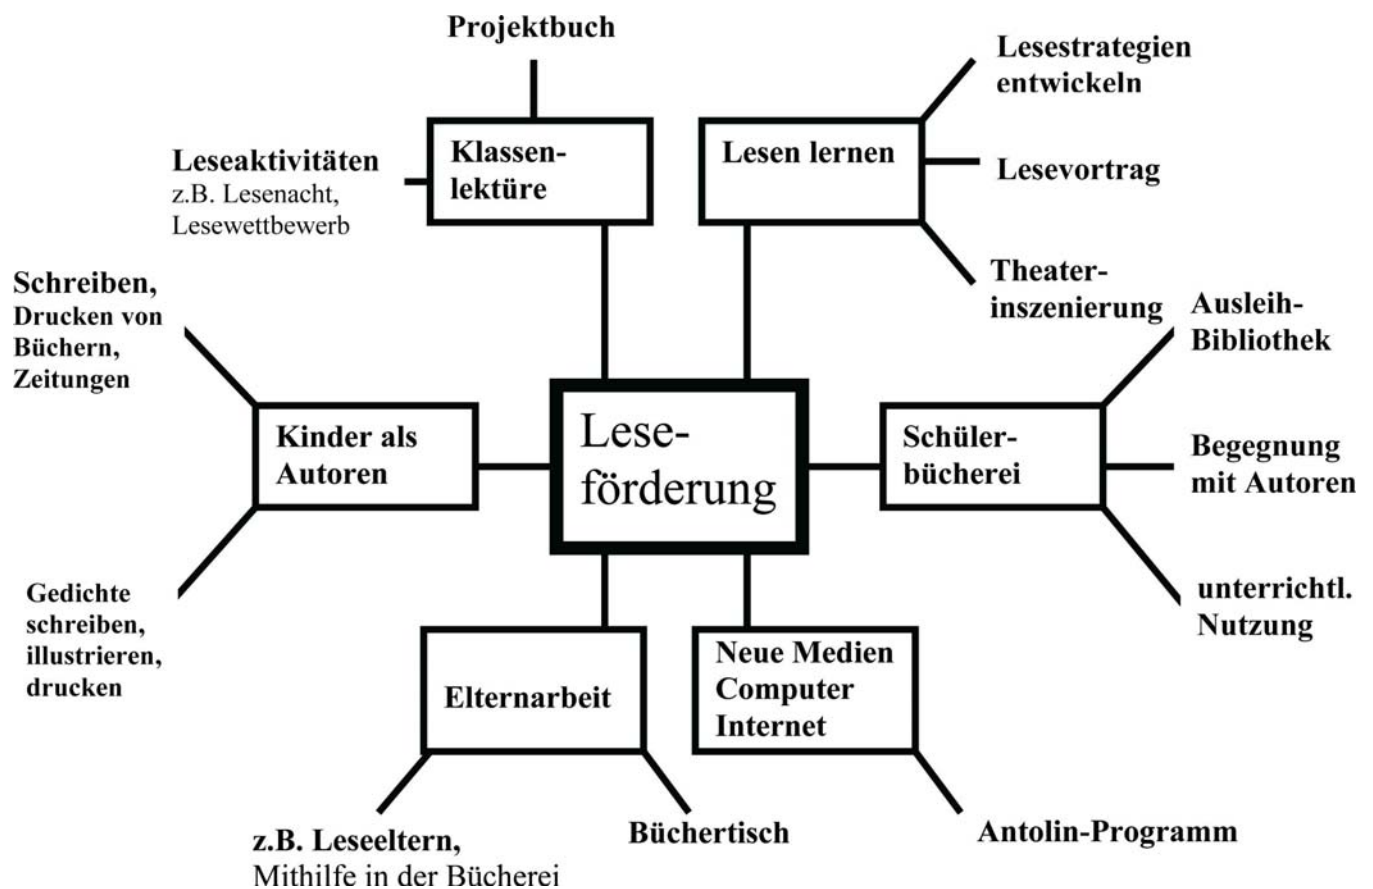 Projektbuch
Lesestrategien
entwickeln
Klassen-
lektüre
Lesen lernen
Leseaktivitäten
z.B. Lesenacht,
Lesewettbewerb
Lesevortrag
Theater-
inszenierung
Schreiben,
Drucken von
Büchern,
Zeitungen
Ausleih-
Bibliothek
Kinder als
Autoren
Lese-
förderung
Schüler-
bücherei
Begegnung
mit Autoren
Gedichte
schreiben,
illustrieren,
drucken
unterrichtl.
Nutzung
Elternarbeit
Neue Medien
Computer
Internet
z.B. Leseeltern,
Mithilfe in der Bücherei
Büchertisch
Antolin-Programm